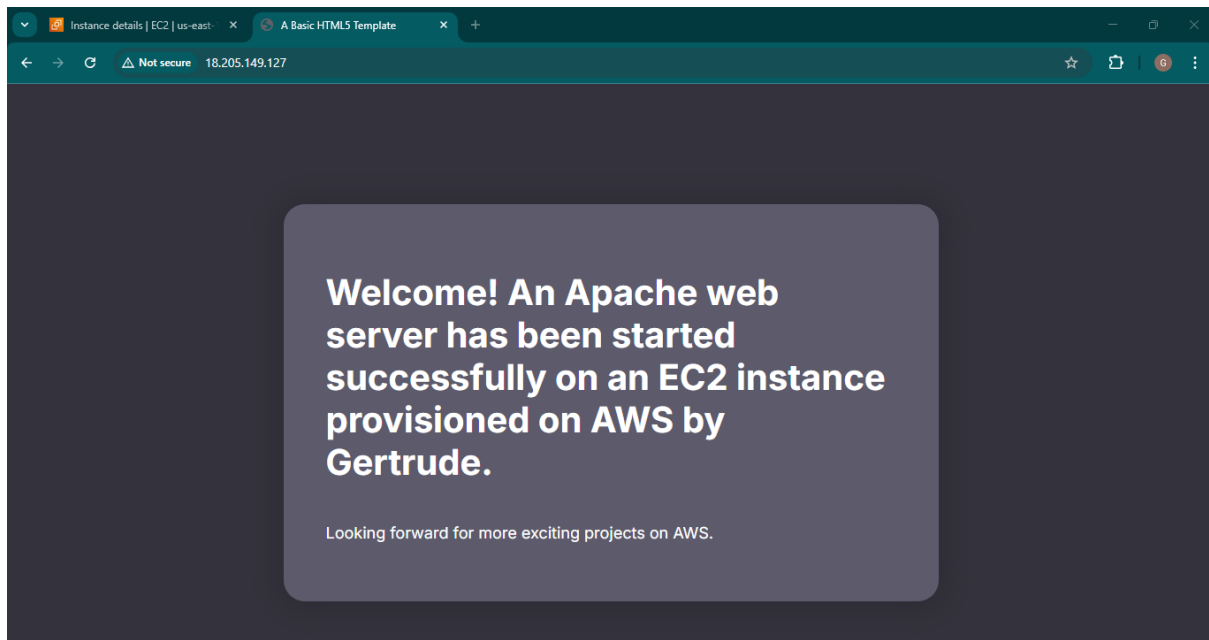 Instance details | EC2 | us-east-
A Basic HTML5 Template
Not secure
18.205.149.127
G
Welcome! An Apache web
server has been started
successfully on an EC2 instance
provisioned on AWS by
Gertrude.
Looking forward for more exciting projects on AWS.